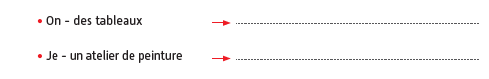 • On – des tableaux
• Je – un atelier de peinture